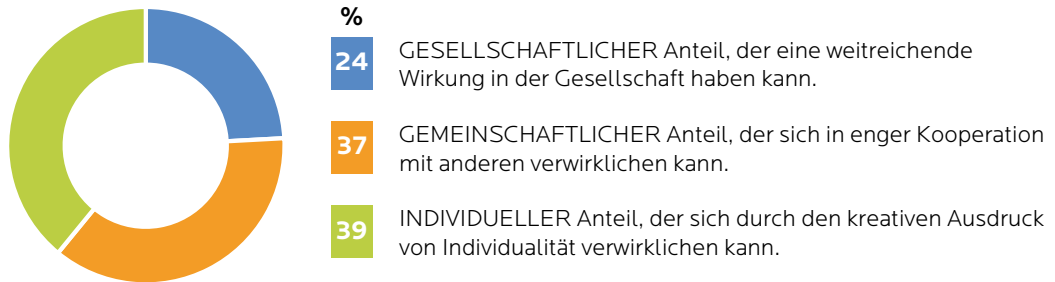 %
24 GESELLSCHAFTLICHER Anteil, der eine weitreichende
Wirkung in der Gesellschaft haben kann.
37 GEMEINSCHAFTLICHER Anteil, der sich in enger Kooperation
mit anderen verwirklichen kann.
39 INDIVIDUELLER Anteil, der sich durch den kreativen Ausdruck
von Individualität verwirklichen kann.